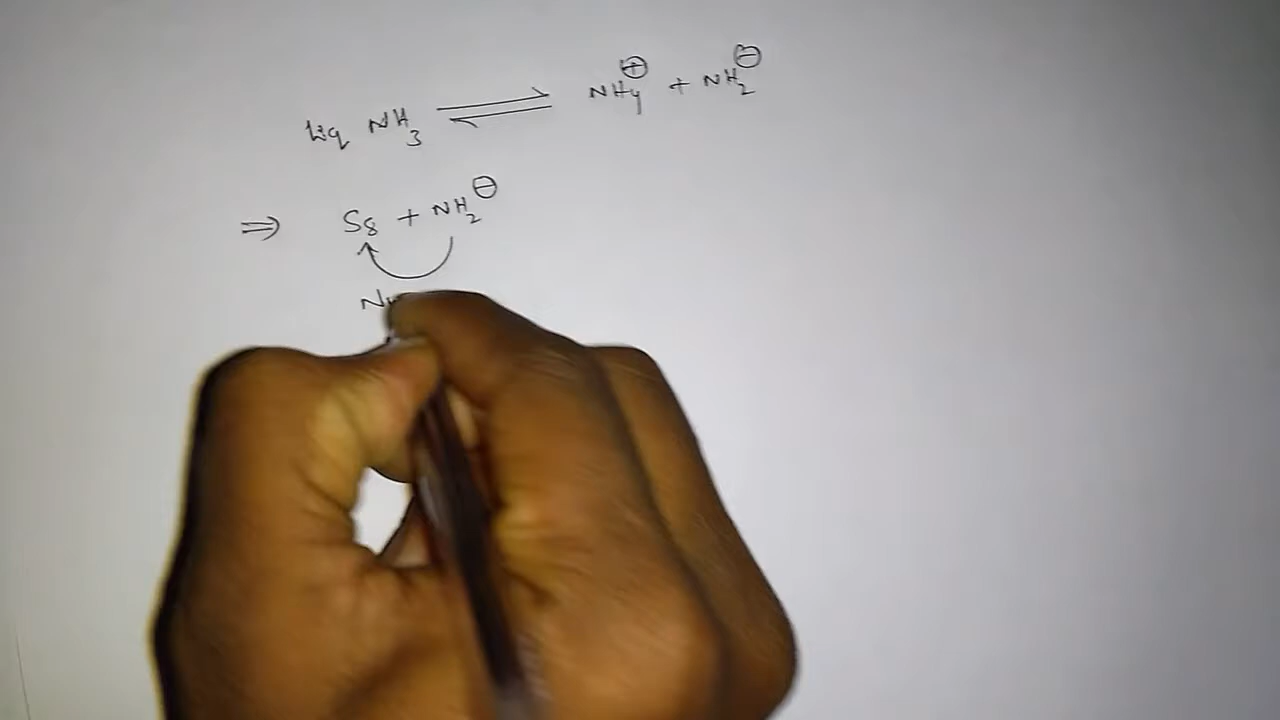 liq NH3 ⇌ NH4⊕ + NH2⊖
⇒ S8 + NH2⊖